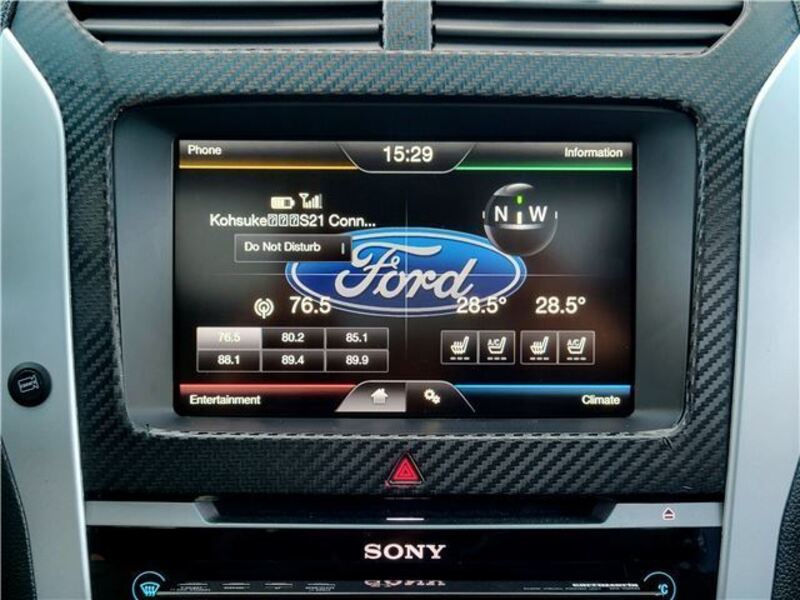 Phone 15:29 Information
Kohsuke􏿿􏿿􏿿S21 Conn...
N W
Do Not Disturb
Ford
76.5 28.5° 28.5°
76.5 80.2 85.1
A/C A/C
88.1 89.4 89.9
Entertainment Climate
SONY
°C